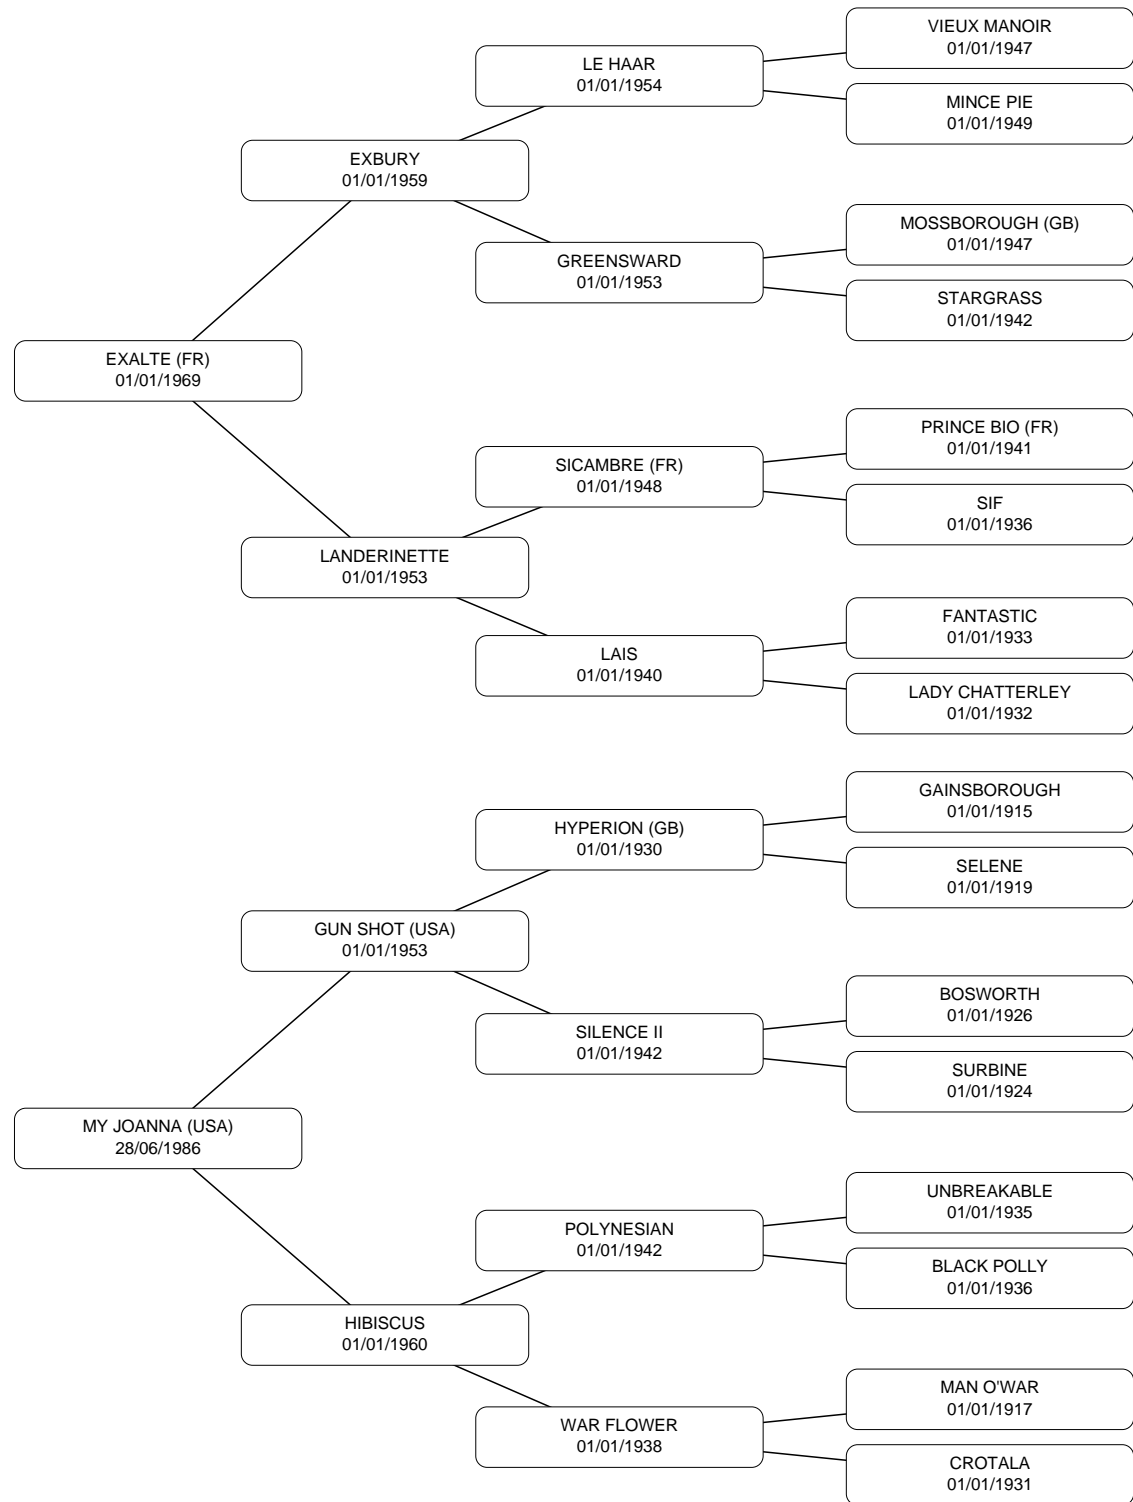 VIEUX MANOIR
01/01/1947
LE HAAR
01/01/1954
MINCE PIE
01/01/1949
EXBURY
01/01/1959
MOSSBOROUGH (GB)
01/01/1947
GREENSWARD
01/01/1953
STARGRASS
01/01/1942
EXALTE (FR)
01/01/1969
PRINCE BIO (FR)
01/01/1941
SICAMBRE (FR)
01/01/1948
SIF
01/01/1936
LANDERINETTE
01/01/1953
FANTASTIC
01/01/1933
LAIS
01/01/1940
LADY CHATTERLEY
01/01/1932
GAINSBOROUGH
01/01/1915
HYPERION (GB)
01/01/1930
SELENE
01/01/1919
GUN SHOT (USA)
01/01/1953
BOSWORTH
01/01/1926
SILENCE II
01/01/1942
SURBINE
01/01/1924
MY JOANNA (USA)
28/06/1986
UNBREAKABLE
01/01/1935
POLYNESIAN
01/01/1942
BLACK POLLY
01/01/1936
HIBISCUS
01/01/1960
MAN O'WAR
01/01/1917
WAR FLOWER
01/01/1938
CROTALA
01/01/1931